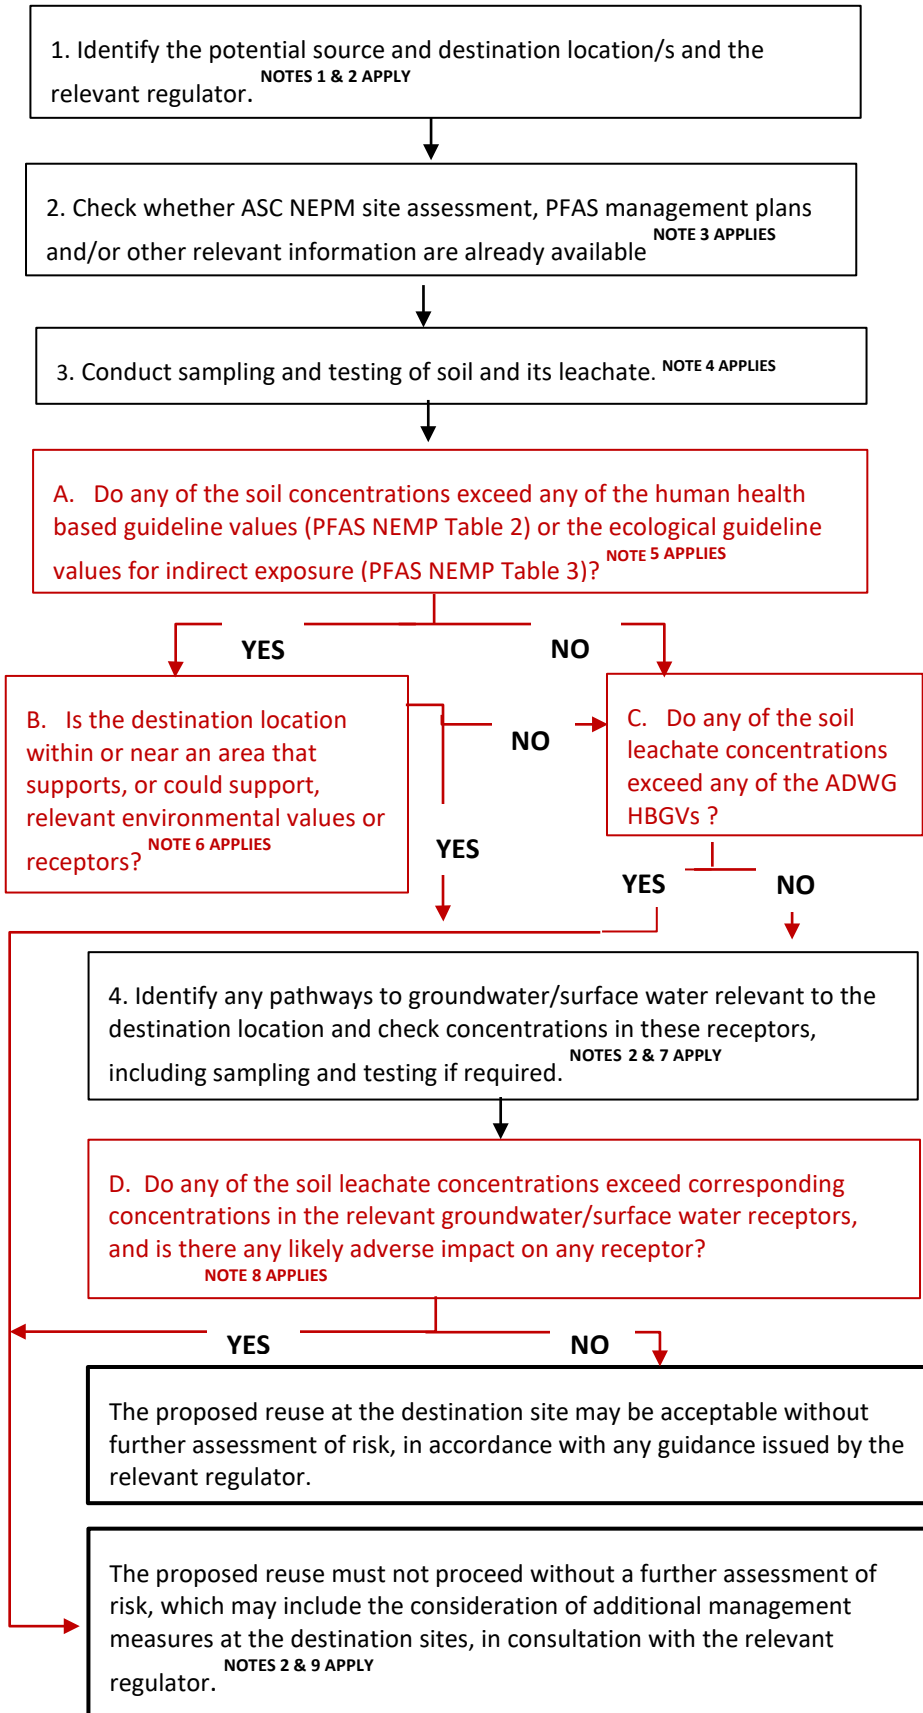 1. Identify the potential source and destination location/s and the
relevant regulator. NOTES 1 & 2 APPLY
2. Check whether ASC NEPM site assessment, PFAS management plans
and/or other relevant information are already available NOTE 3 APPLIES
3. Conduct sampling and testing of soil and its leachate. NOTE 4 APPLIES
A. Do any of the soil concentrations exceed any of the human health
based guideline values (PFAS NEMP Table 2) or the ecological guideline
values for indirect exposure (PFAS NEMP Table 3)? NOTE 5 APPLIES
YES
NO
B. Is the destination location
within or near an area that
supports, or could support,
relevant environmental values or
receptors? NOTE 6 APPLIES
NO
YES
C. Do any of the soil
leachate concentrations
exceed any of the ADWG
HBGVs ?
YES
NO
4. Identify any pathways to groundwater/surface water relevant to the
destination location and check concentrations in these receptors,
including sampling and testing if required. NOTES 2 & 7 APPLY
D. Do any of the soil leachate concentrations exceed corresponding
concentrations in the relevant groundwater/surface water receptors,
and is there any likely adverse impact on any receptor?
NOTE 8 APPLIES
YES
NO
The proposed reuse at the destination site may be acceptable without
further assessment of risk, in accordance with any guidance issued by the
relevant regulator.
The proposed reuse must not proceed without a further assessment of
risk, which may include the consideration of additional management
measures at the destination sites, in consultation with the relevant
regulator. NOTES 2 & 9 APPLY